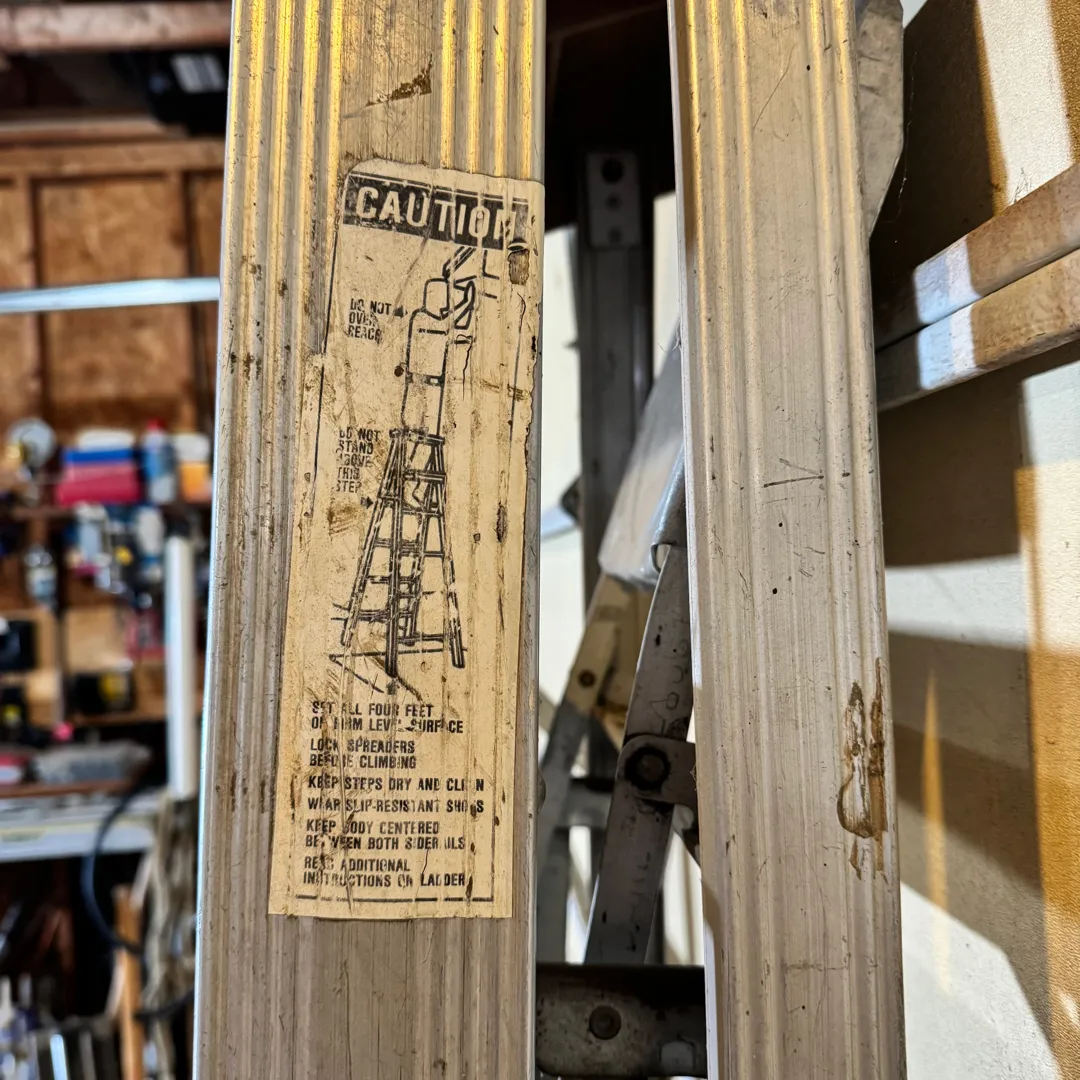 CAUTION
DO NOT
OVER
REACH
DO NOT
STAND
ABOVE
THIS
STEP
SET ALL FOUR FEET
ON FIRM LEVEL SURFACE
LOCK SPREADERS
BEFORE CLIMBING
KEEP STEPS DRY AND CLEAN
WEAR SLIP-RESISTANT SHOES
KEEP BODY CENTERED
BETWEEN BOTH SIDERAILS
READ ADDITIONAL
INSTRUCTIONS ON LADDER